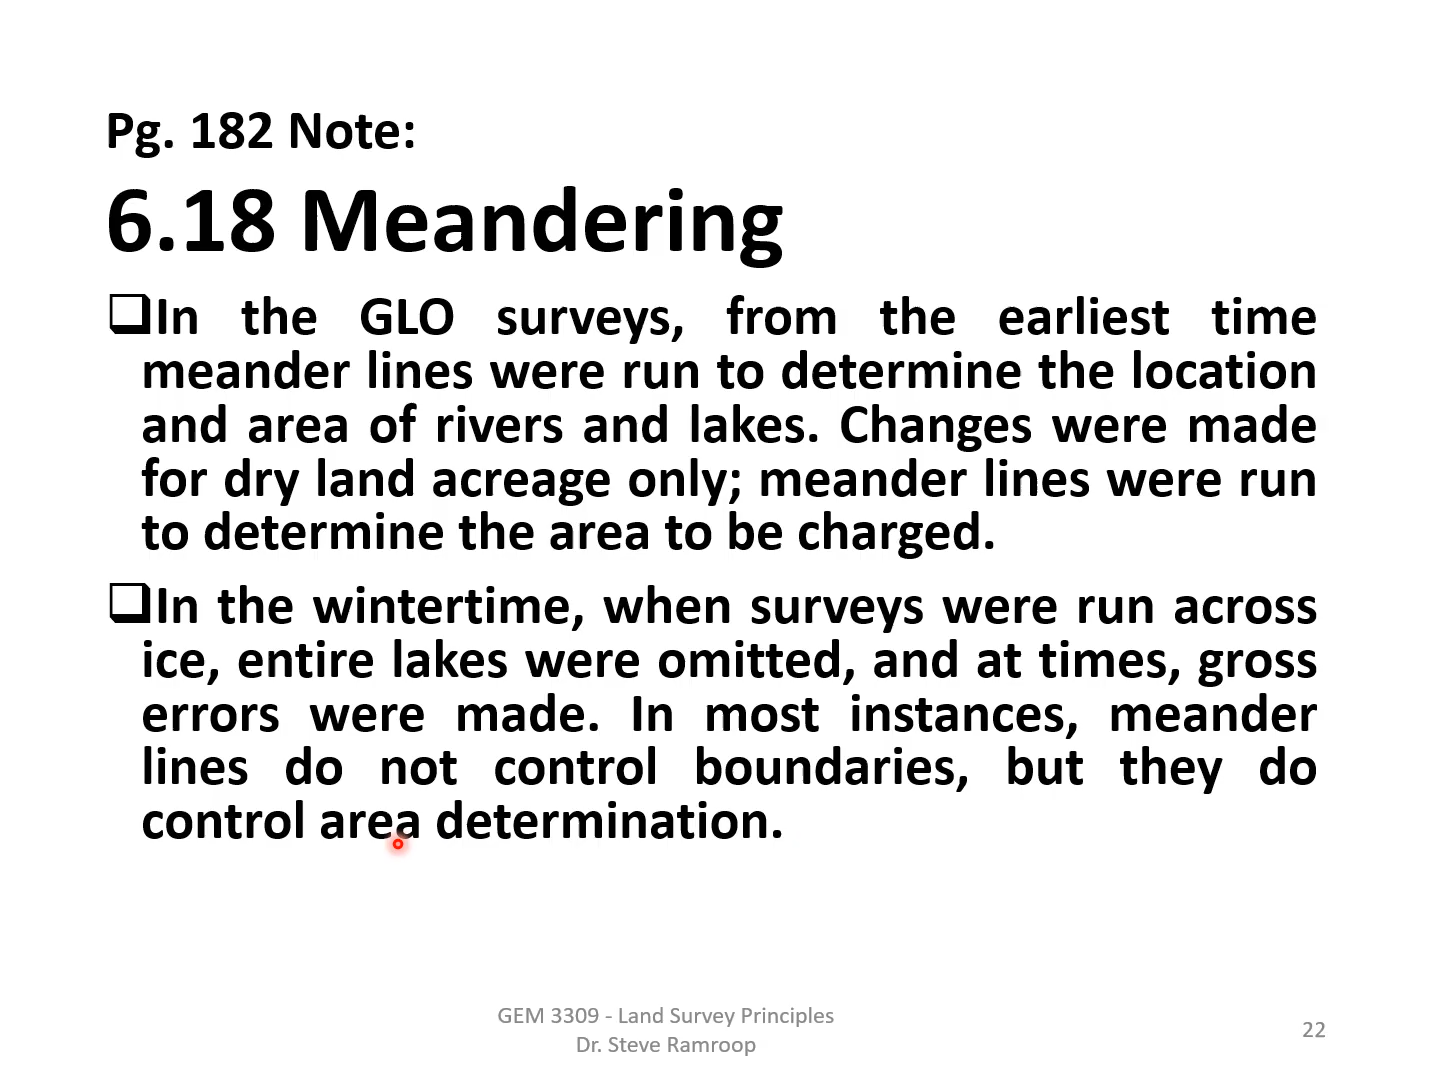 Pg. 182 Note:
6.18 Meandering
In the GLO surveys, from the earliest time
meander lines were run to determine the location
and area of rivers and lakes. Changes were made
for dry land acreage only; meander lines were run
to determine the area to be charged.
In the wintertime, when surveys were run across
ice, entire lakes were omitted, and at times, gross
errors were made. In most instances, meander
lines do not control boundaries, but they do
control area determination.
GEM 3309 - Land Survey Principles
Dr. Steve Ramroop
22